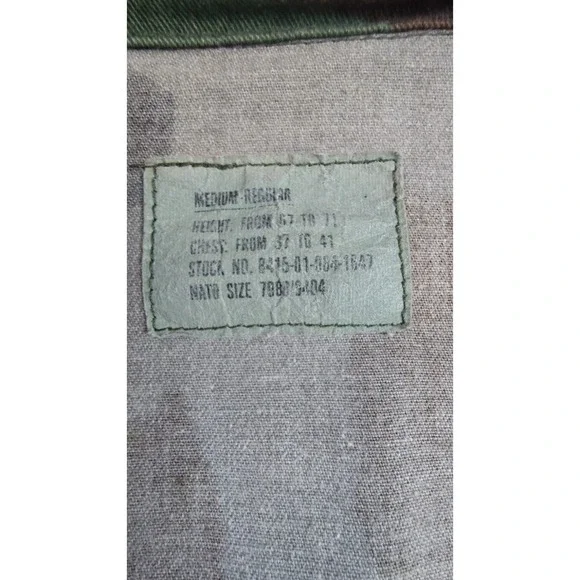 MEDIUM-REGULAR
HEIGHT: FROM 67 TO 71
CHEST: FROM 37 TO 41
STOCK NO. 8415-01-084-1647
NATO SIZE 7080/9404